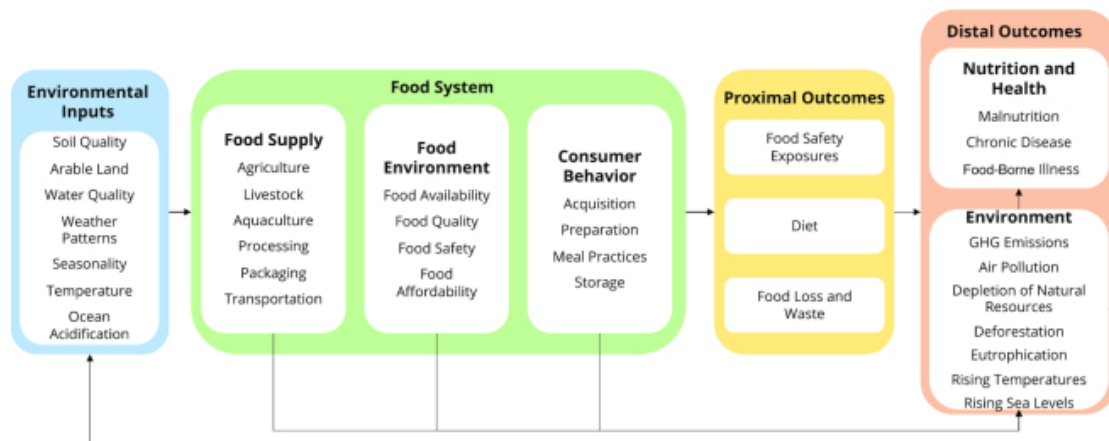 Environmental
Inputs
Soil Quality
Arable Land
Water Quality
Weather
Patterns
Seasonality
Temperature
Ocean
Acidification
Food System
Food Supply
Agriculture
Livestock
Aquaculture
Processing
Packaging
Transportation
Food
Environment
Food Availability
Food Quality
Food Safety
Food
Affordability
Consumer
Behavior
Acquisition
Preparation
Meal Practices
Storage
Proximal Outcomes
Food Safety
Exposures
Diet
Food Loss and
Waste
Distal Outcomes
Nutrition and
Health
Malnutrition
Chronic Disease
Food-Borne Illness
Environment
GHG Emissions
Air Pollution
Depletion of Natural
Resources
Deforestation
Eutrophication
Rising Temperatures
Rising Sea Levels